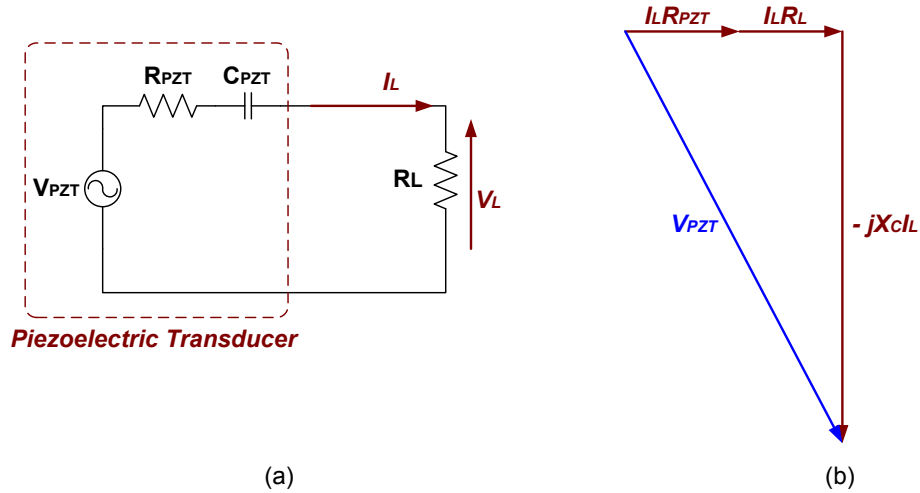 RPZT CPZT IL
VPZT RL VL
Piezoelectric Transducer
(a)
ILRPZT ILRL
VPZT - jXCIL
(b)